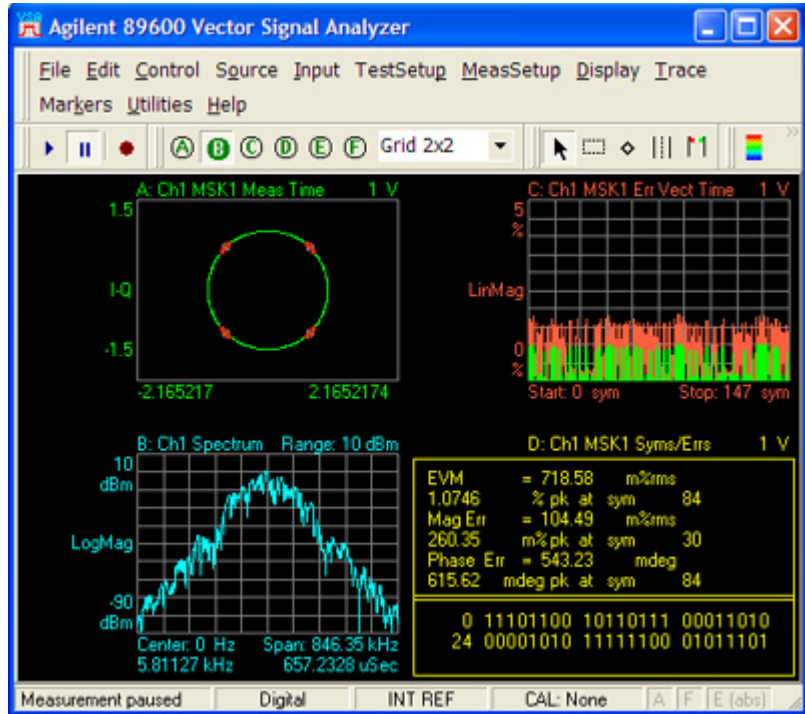 Agilent 89600 Vector Signal Analyzer
File Edit Control Source Input TestSetup MeasSetup Display Trace
Markers Utilities Help
A B C D E F Grid 2x2
A: Ch1 MSK1 Meas Time 1 V
1.5
I-Q
-1.5
-2.165217 2.1652174
C: Ch1 MSK1 Err Vect Time 1 V
5
%
LinMag
0
%
Start: 0 sym Stop: 147 sym
B: Ch1 Spectrum Range: 10 dBm
10
dBm
LogMag
-90
dBm
Center: 0 Hz Span: 846.35 kHz
5.81127 kHz 657.2328 uSec
D: Ch1 MSK1 Syms/Errs 1 V
EVM = 718.58 m%rms
1.0746 % pk at sym 84
Mag Err = 104.49 m%rms
260.35 m% pk at sym 30
Phase Err = 543.23 mdeg
615.62 mdeg pk at sym 84
0 11101100 10110111 00011010
24 00001010 11111100 01011101
Measurement paused Digital INT REF CAL: None A F E (abs)